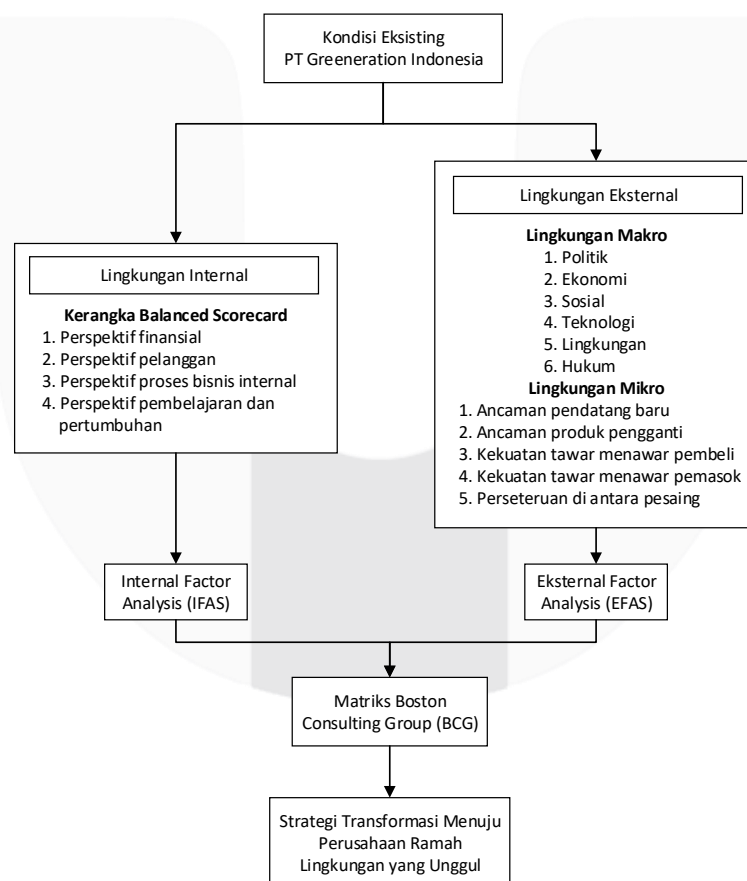 Kondisi Eksisting
PT Greeneration Indonesia
Lingkungan Internal
Kerangka Balanced Scorecard
1. Perspektif finansial
2. Perspektif pelanggan
3. Perspektif proses bisnis internal
4. Perspektif pembelajaran dan
pertumbuhan
Lingkungan Eksternal
Lingkungan Makro
1. Politik
2. Ekonomi
3. Sosial
4. Teknologi
5. Lingkungan
6. Hukum
Lingkungan Mikro
1. Ancaman pendatang baru
2. Ancaman produk pengganti
3. Kekuatan tawar menawar pembeli
4. Kekuatan tawar menawar pemasok
5. Perseteruan di antara pesaing
Internal Factor
Analysis (IFAS)
Eksternal Factor
Analysis (EFAS)
Matriks Boston
Consulting Group (BCG)
Strategi Transformasi Menuju
Perusahaan Ramah
Lingkungan yang Unggul